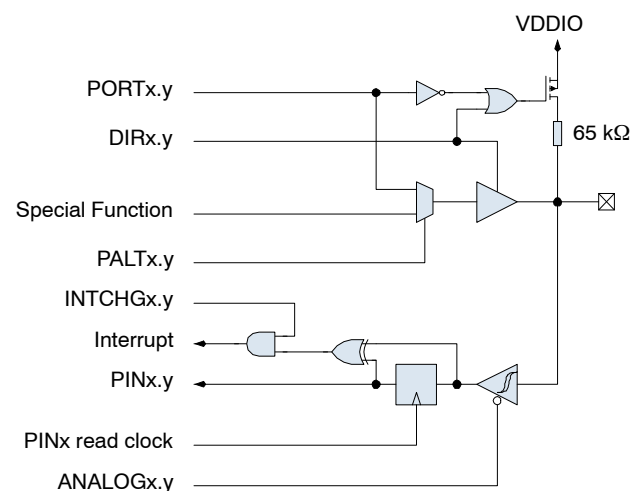 VDDIO
PORTx.y
DIRx.y
65 kΩ
Special Function
PALTx.y
INTCHGx.y
Interrupt
PINx.y
PINx read clock
ANALOGx.y